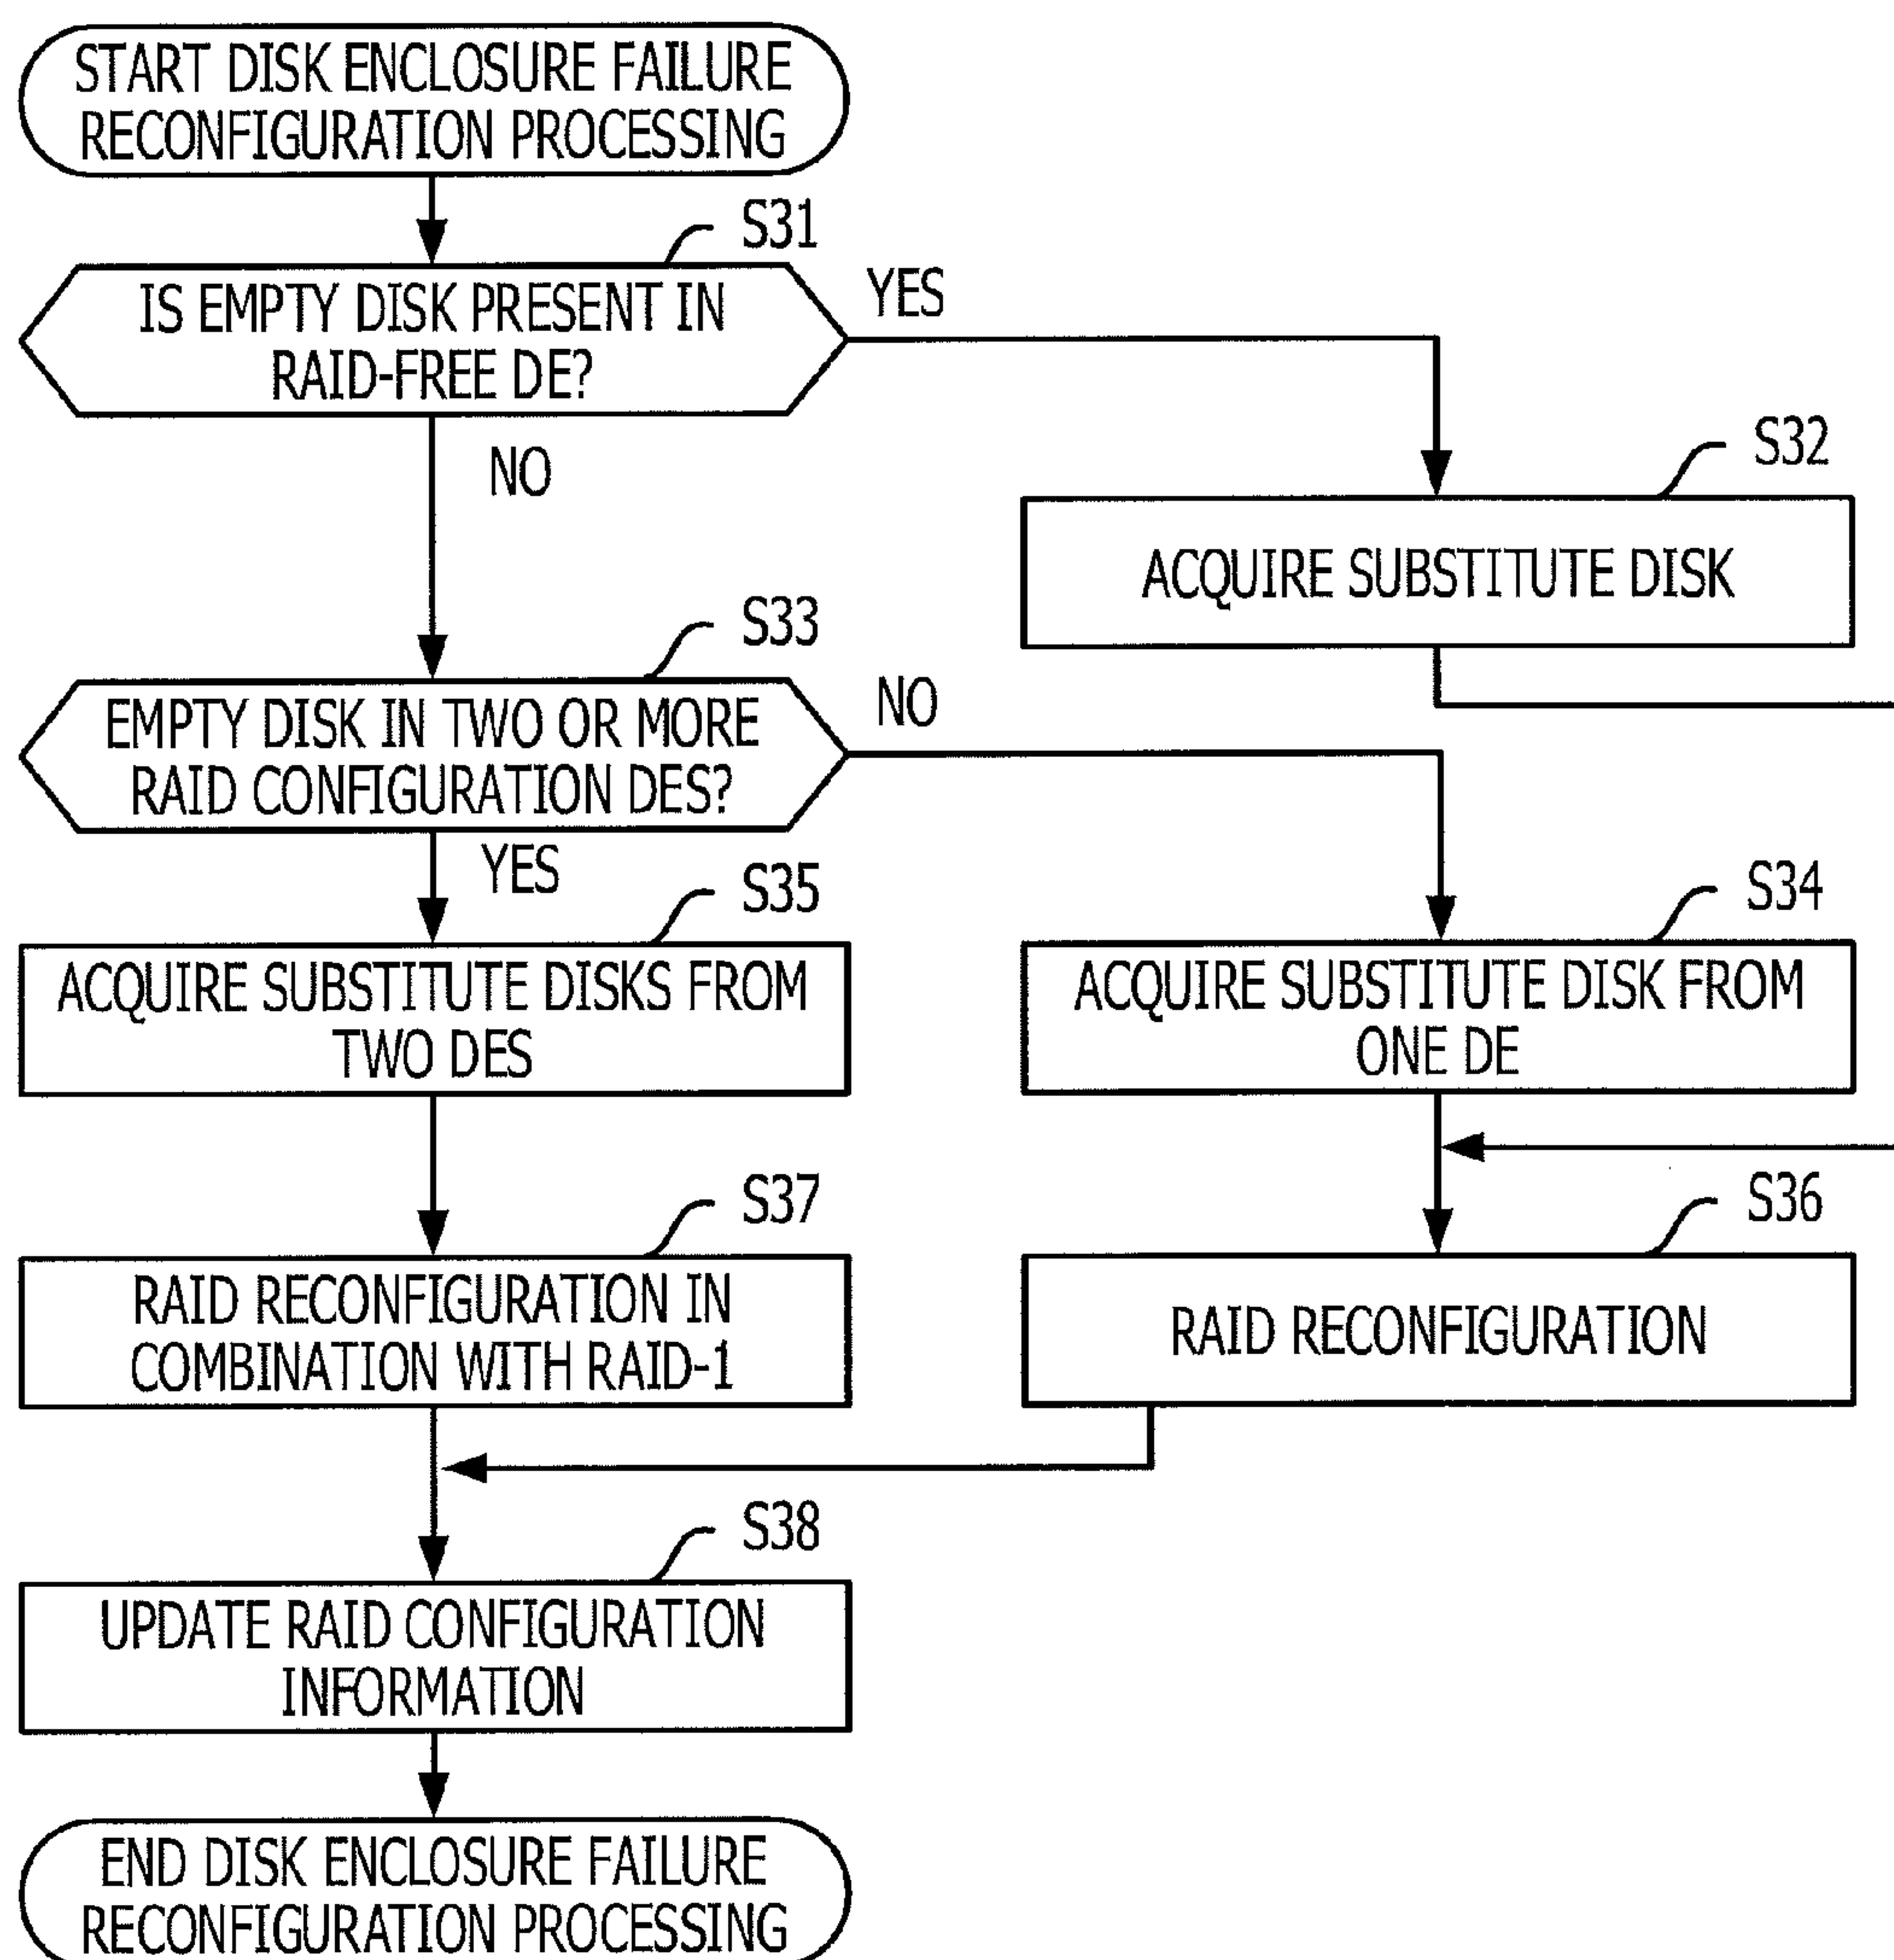 START DISK ENCLOSURE FAILURE
RECONFIGURATION PROCESSING
S31
IS EMPTY DISK PRESENT IN
RAID-FREE DE?
YES
NO
S32
ACQUIRE SUBSTITUTE DISK
S33
EMPTY DISK IN TWO OR MORE
RAID CONFIGURATION DES?
NO
YES
S35
ACQUIRE SUBSTITUTE DISKS FROM
TWO DES
S34
ACQUIRE SUBSTITUTE DISK FROM
ONE DE
S37
RAID RECONFIGURATION IN
COMBINATION WITH RAID-1
S36
RAID RECONFIGURATION
S38
UPDATE RAID CONFIGURATION
INFORMATION
END DISK ENCLOSURE FAILURE
RECONFIGURATION PROCESSING